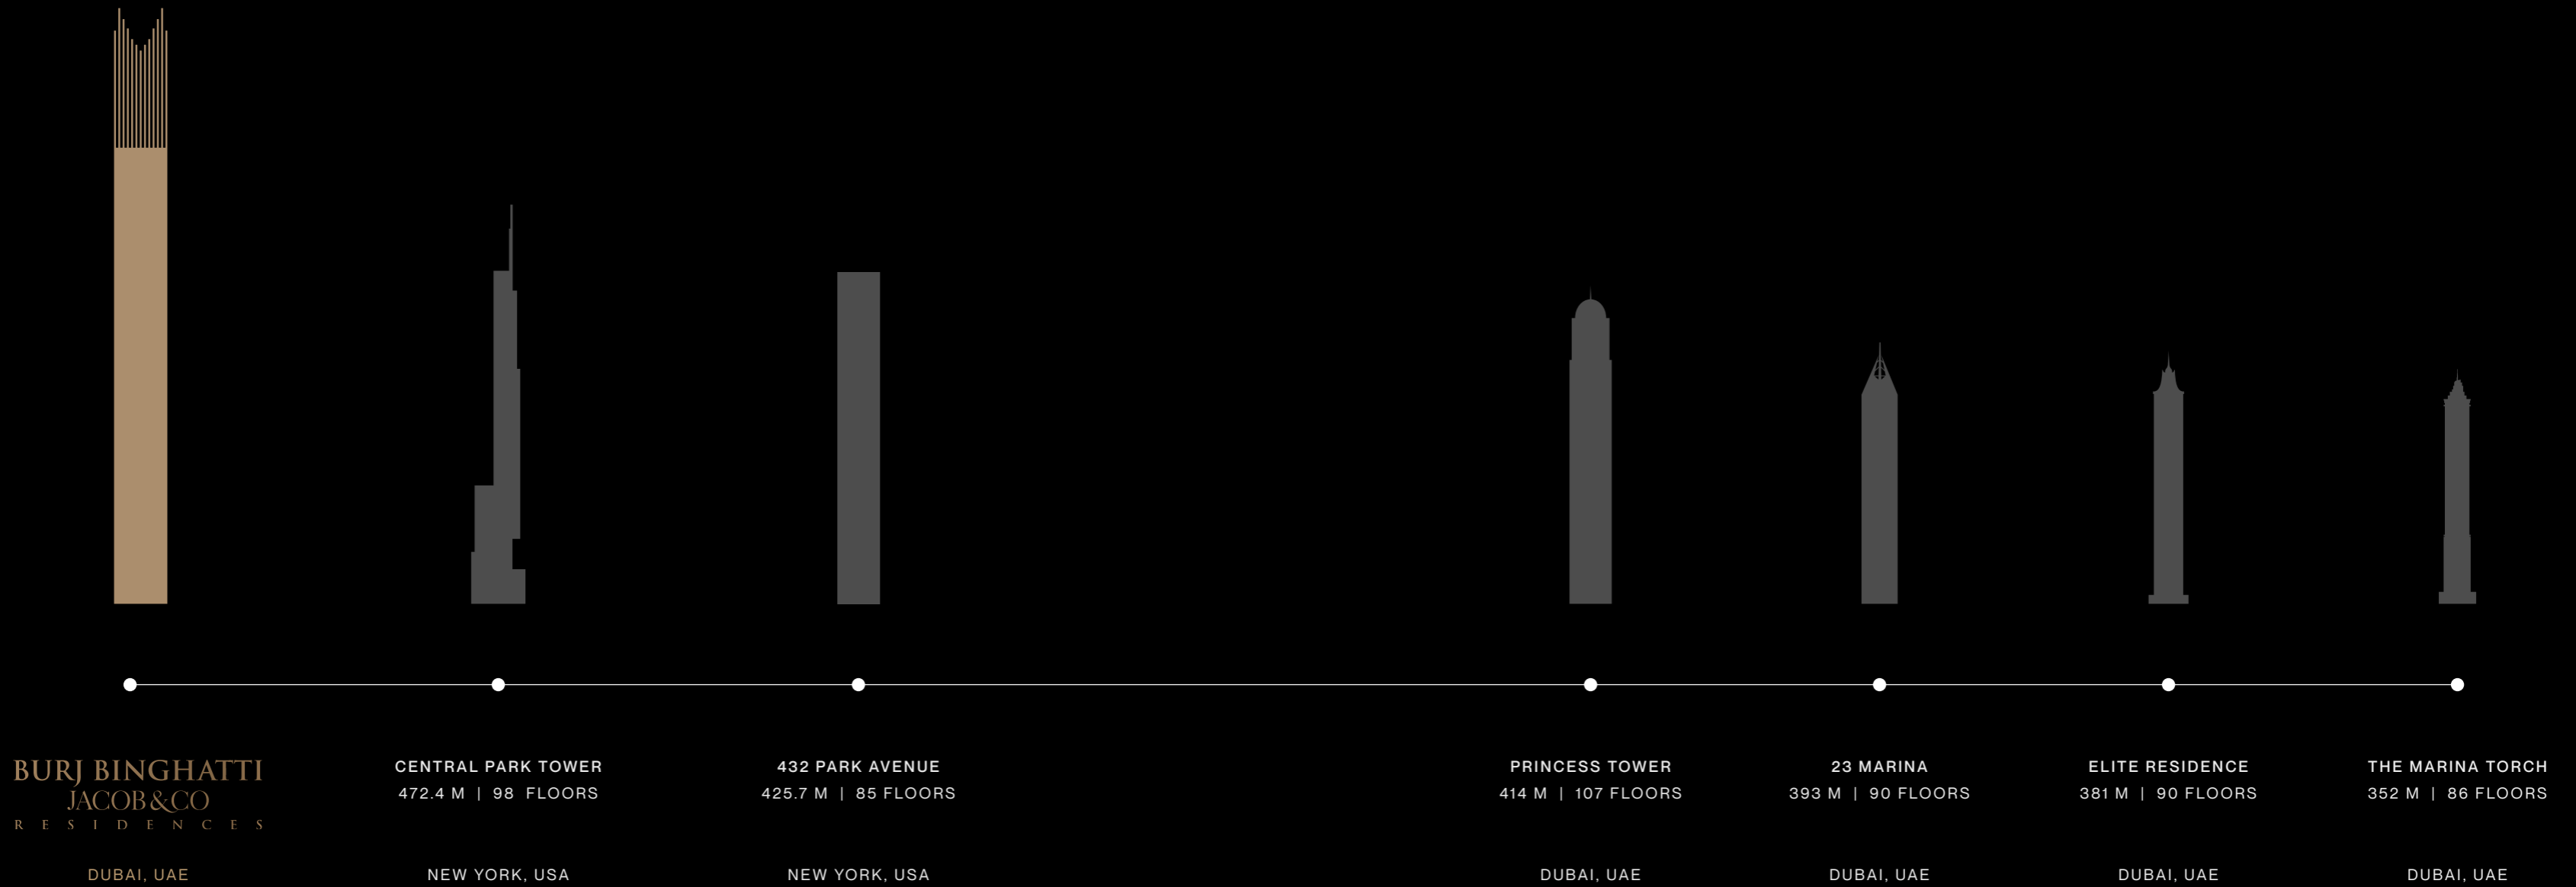 BURJ BINGHATTI
JACOB&CO
RESIDENCES
DUBAI, UAE
CENTRAL PARK TOWER
472.4 M | 98 FLOORS
NEW YORK, USA
432 PARK AVENUE
425.7 M | 85 FLOORS
NEW YORK, USA
PRINCESS TOWER
414 M | 107 FLOORS
DUBAI, UAE
23 MARINA
393 M | 90 FLOORS
DUBAI, UAE
ELITE RESIDENCE
381 M | 90 FLOORS
DUBAI, UAE
THE MARINA TORCH
352 M | 86 FLOORS
DUBAI, UAE